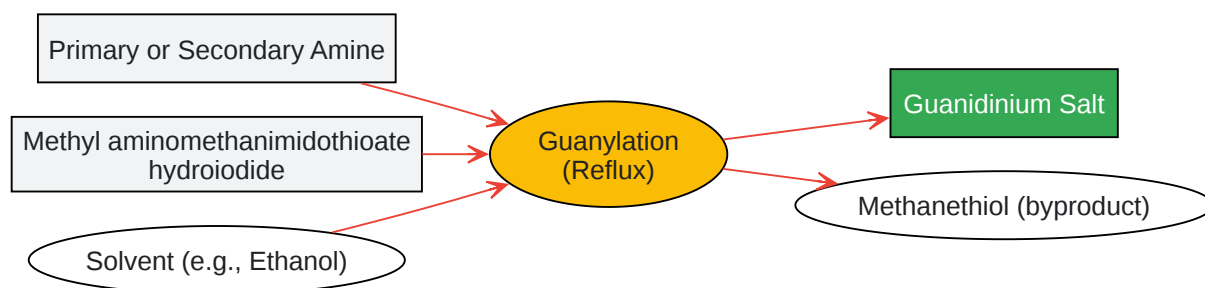 Primary or Secondary Amine
Methyl aminomethanimidothioate
hydroiodide
Solvent (e.g., Ethanol)
Guanylation
(Reflux)
Guanidinium Salt
Methanethiol (byproduct)